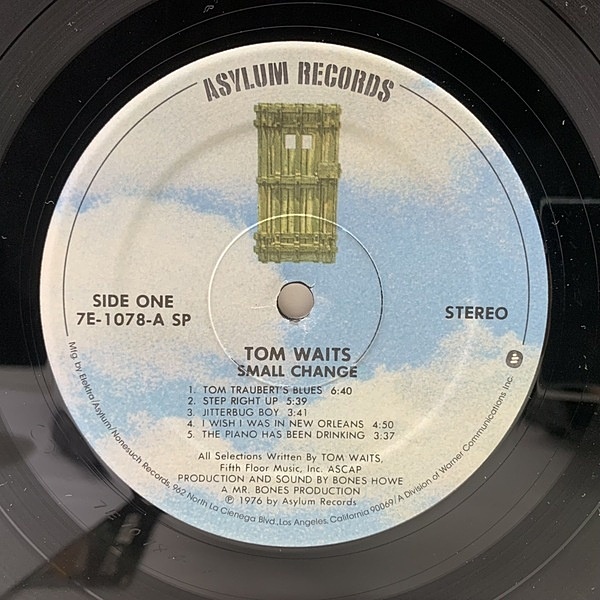 ASYLUM RECORDS
SIDE ONE
7E-1078-A SP
STEREO
TOM WAITS
SMALL CHANGE
1. TOM TRAUBERT'S BLUES 6:40
2. STEP RIGHT UP 5:39
3. JITTERBUG BOY 3:41
4. I WISH I WAS IN NEW ORLEANS 4:50
5. THE PIANO HAS BEEN DRINKING 3:37
All Selections Written By TOM WAITS,
Fifth Floor Music, Inc. ASCAP
PRODUCTION AND SOUND BY BONES HOWE
A MR. BONES PRODUCTION
℗ 1976 by Asylum Records
Mfg. by Elektra/Asylum/Nonesuch Records, 962 North La Cienega Blvd., Los Angeles, California 90069/A Division of Warner Communications Inc.